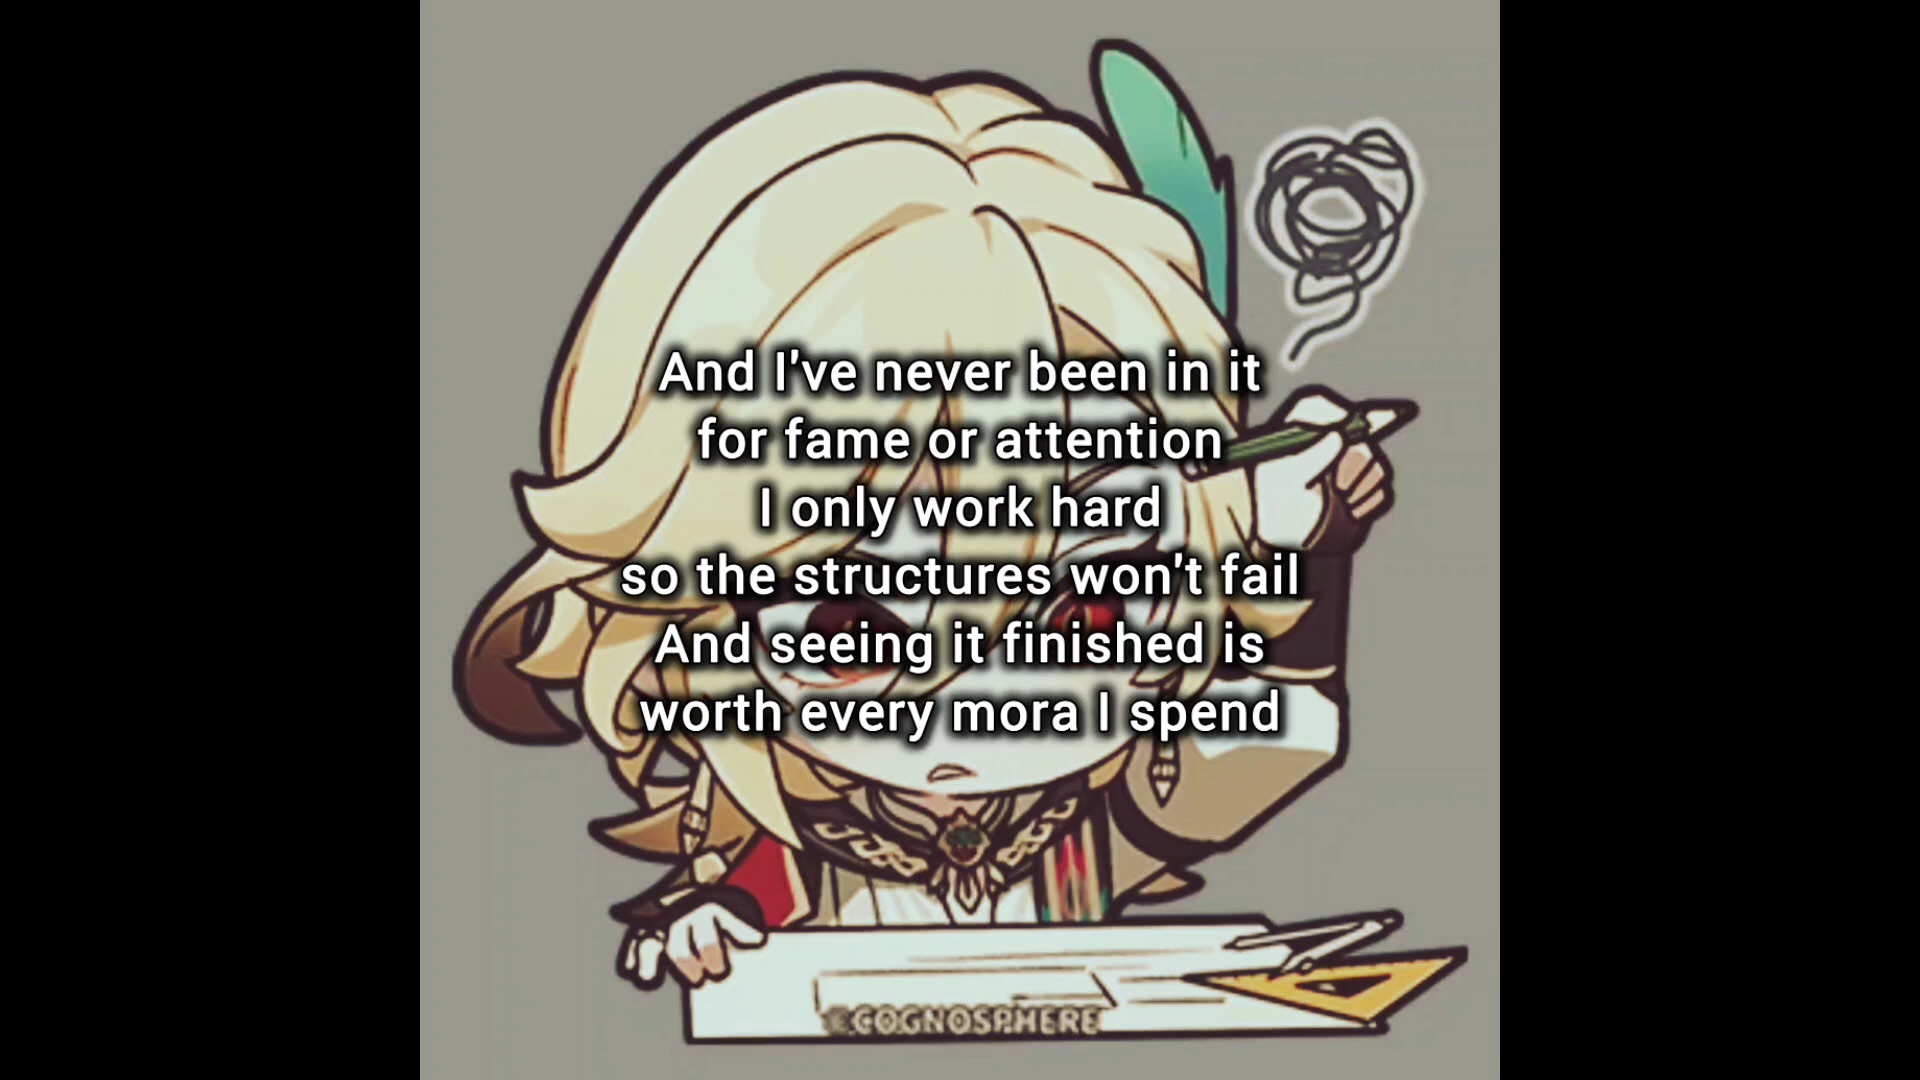 And I've never been in it
for fame or attention
I only work hard
so the structures won't fail
And seeing it finished is
worth every mora I spend
©COGNOSPHERE